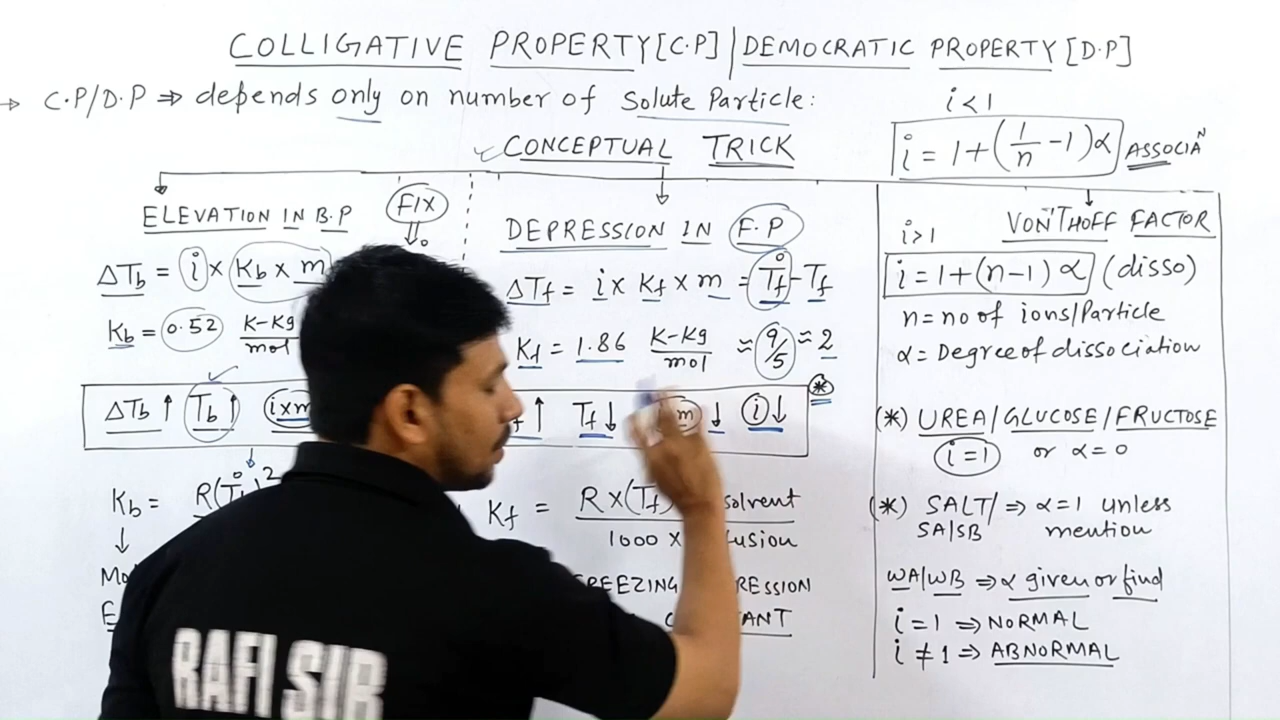 COLLIGATIVE PROPERTY [C.P] | DEMOCRATIC PROPERTY [D.P]
→ C.P/D.P ⇒ depends only on number of Solute Particle:
CONCEPTUAL TRICK
i < 1
i = 1 + (1/n - 1)α ASSOCIAᴺ
ELEVATION IN B.P
FIX
ΔTb = i × Kb × m
Kb = 0.52 K-Kg/mol
ΔTb ↑ Tb ↑ i×m
Kb = R(T
DEPRESSION IN F.P
ΔTf = i × Kf × m = T°f - Tf
Kf = 1.86 K-Kg/mol ≈ 9/5 ≈ 2
↑ Tf ↓ m ↓ i ↓ *
Kf = R × (Tf) solvent
1000 ×
VON'THOFF FACTOR
i > 1
i = 1 + (n-1) α (disso)
n = no of ions/Particle
α = Degree of dissociation
(*) UREA/GLUCOSE/FRUCTOSE
i = 1 or α = 0
(*) SALT/ ⇒ α = 1 unless
SA/SB mention
WA/WB ⇒ α given or find
i = 1 ⇒ NORMAL
i ≠ 1 ⇒ ABNORMAL
RAFI SIR